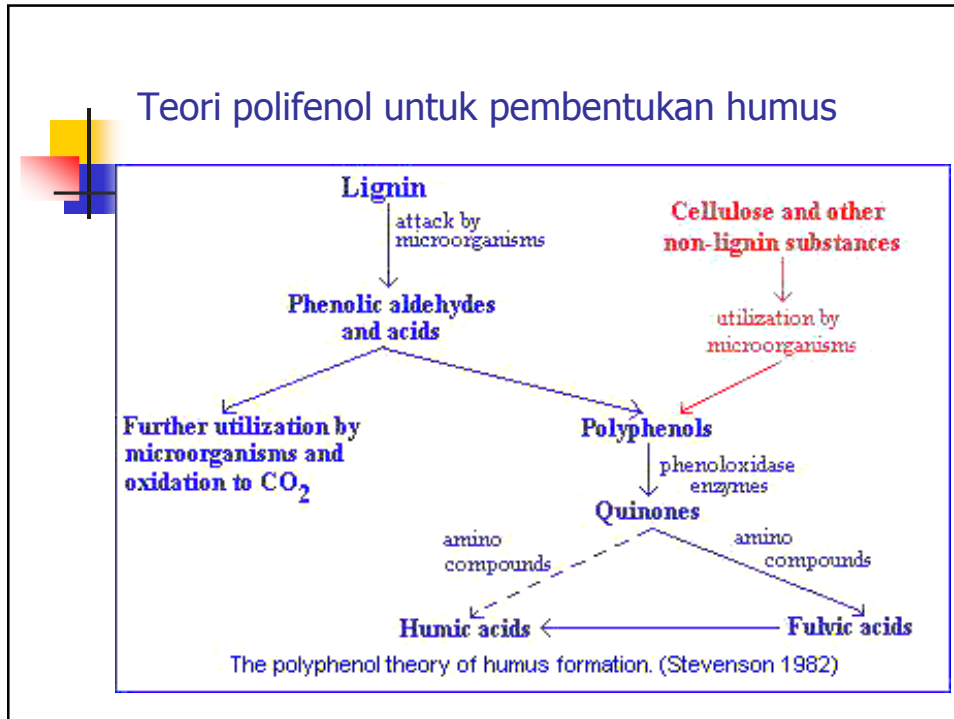 Teori polifenol untuk pembentukan humus
Lignin
attack by
microorganisms
Cellulose and other
non-lignin substances
Phenolic aldehydes
and acids
utilization by
microorganisms
Further utilization by
microorganisms and
oxidation to CO2
Polyphenols
phenoloxidase
enzymes
Quinones
amino
compounds
amino
compounds
Humic acids
Fulvic acids
The polyphenol theory of humus formation. (Stevenson 1982)